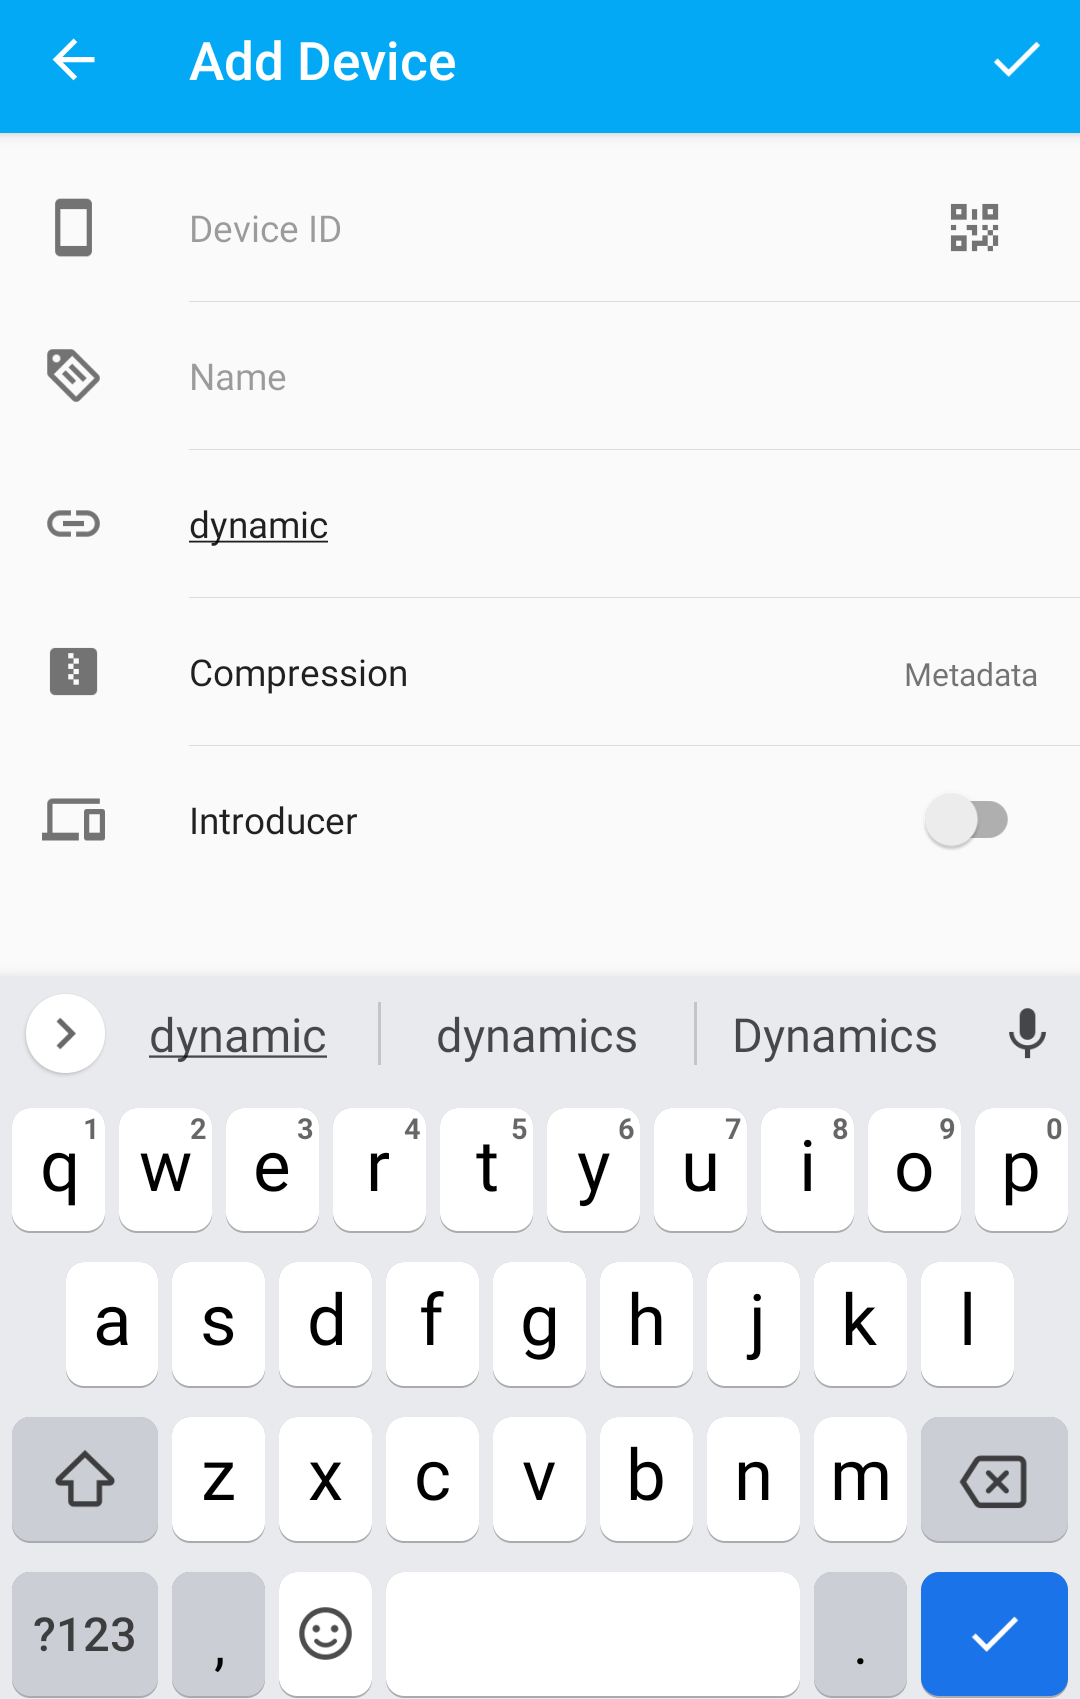 Add Device
Device ID
Name
dynamic
Compression Metadata
Introducer
dynamic dynamics Dynamics
q1 w2 e3 r4 t5 y6 u7 i8 o9 p0
a s d f g h j k l
z x c v b n m
?123 , .